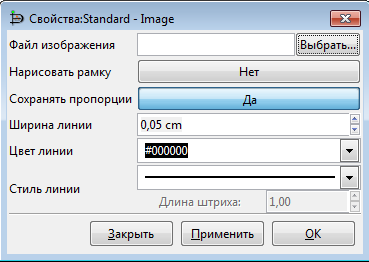 Свойства:Standard - Image
Файл изображения Выбрать...
Нарисовать рамку Нет
Сохранять пропорции Да
Ширина линии 0,05 cm
Цвет линии #000000
Стиль линии
Длина штриха: 1,00
Закрыть Применить OK